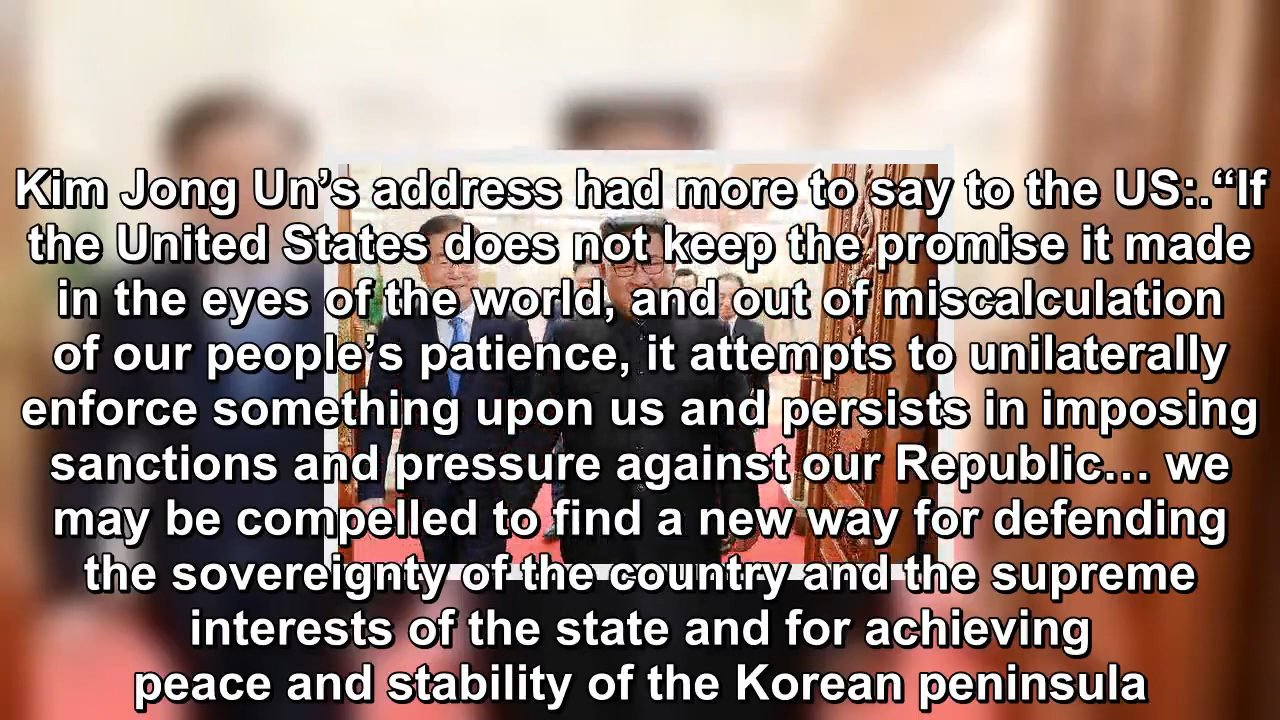 Kim Jong Un’s address had more to say to the US:.“If
the United States does not keep the promise it made
in the eyes of the world, and out of miscalculation
of our people’s patience, it attempts to unilaterally
enforce something upon us and persists in imposing
sanctions and pressure against our Republic… we
may be compelled to find a new way for defending
the sovereignty of the country and the supreme
interests of the state and for achieving
peace and stability of the Korean peninsula